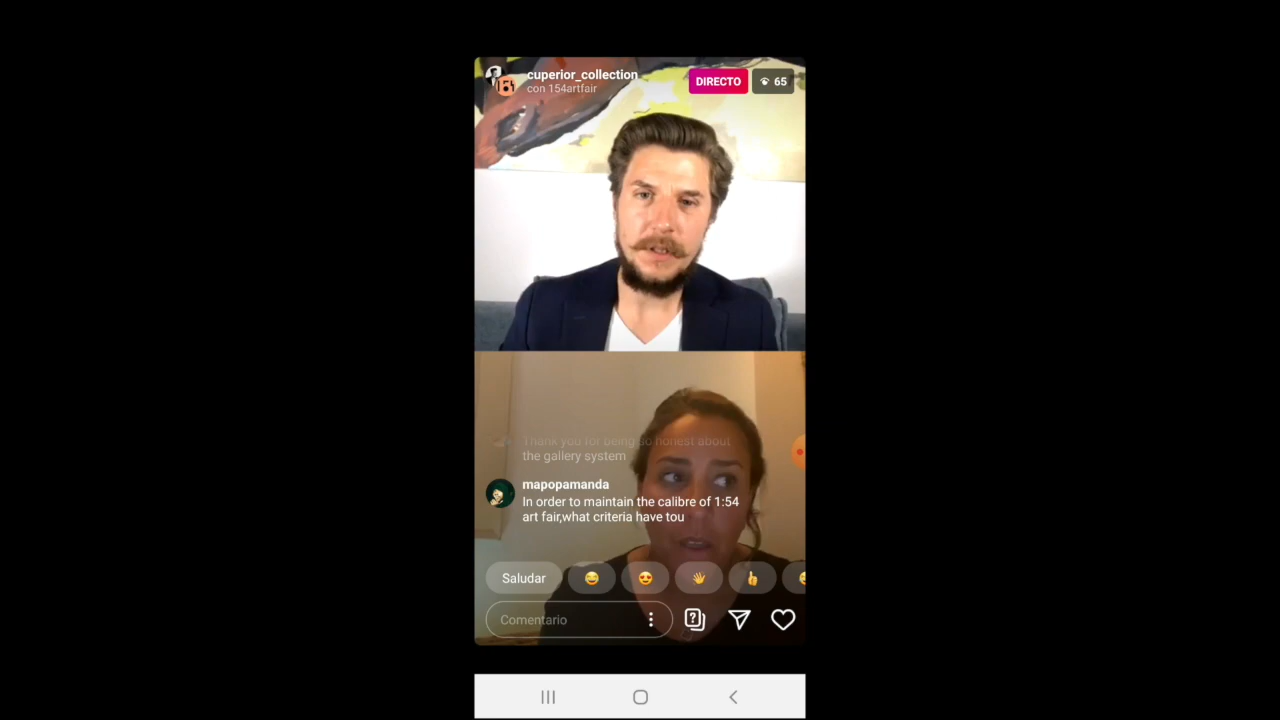 cuperior_collection
con 154artfair
DIRECTO
65
Thank you for being so honest about
the gallery system
mapopamanda
In order to maintain the calibre of 1:54
art fair,what criteria have tou
Saludar
Comentario